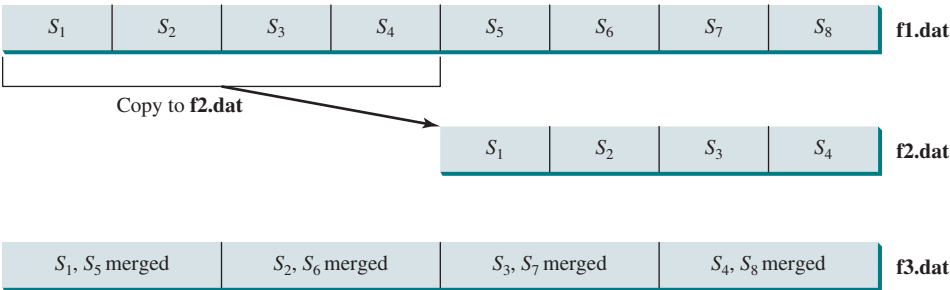 S₁ S₂ S₃ S₄ S₅ S₆ S₇ S₈ f1.dat
Copy to f2.dat
S₁ S₂ S₃ S₄ f2.dat
S₁, S₅ merged S₂, S₆ merged S₃, S₇ merged S₄, S₈ merged f3.dat